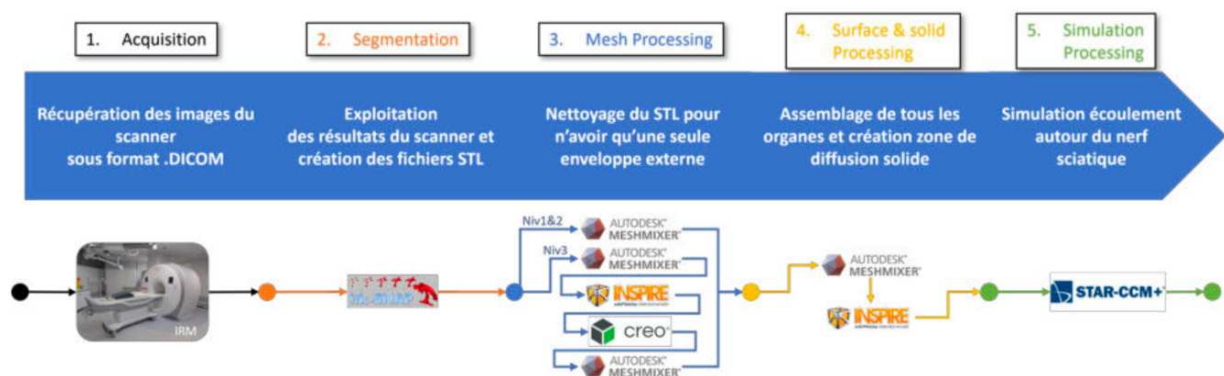 1. Acquisition
2. Segmentation
3. Mesh Processing
4. Surface & solid
Processing
5. Simulation
Processing
Récupération des images du
scanner
sous format .DICOM
Exploitation
des résultats du scanner et
création des fichiers STL
Nettoyage du STL pour
n'avoir qu'une seule
enveloppe externe
Assemblage de tous les
organes et création zone de
diffusion solide
Simulation écoulement
autour du nerf
sciatique
IRM
Niv1&2
AUTODESK®
MESHMIXER®
Niv3
AUTODESK®
MESHMIXER®
INSPIRE
creo®
AUTODESK®
MESHMIXER®
AUTODESK®
MESHMIXER®
INSPIRE
STAR-CCM+®